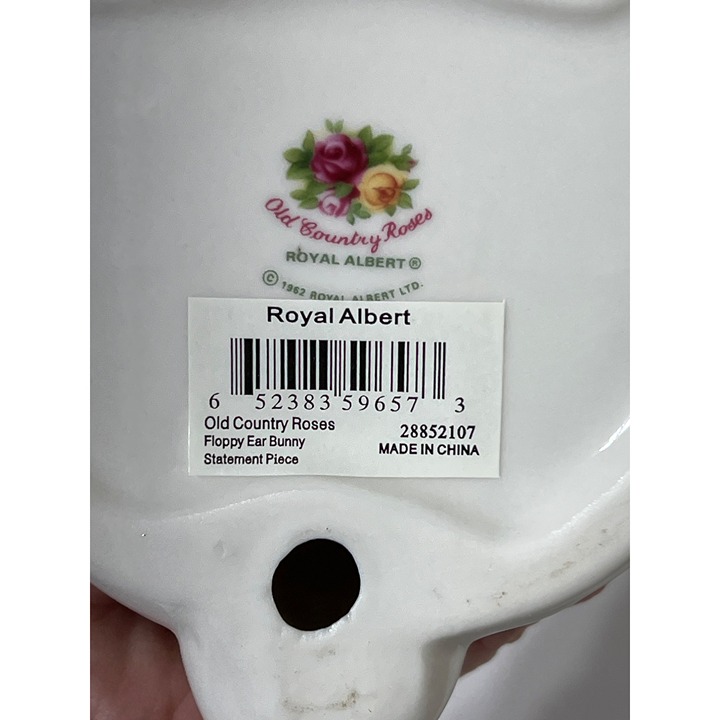 Old Country Roses
ROYAL ALBERT®
© 1962 ROYAL ALBERT LTD.
Royal Albert
6 52383 59657 3
Old Country Roses 28852107
Floppy Ear Bunny MADE IN CHINA
Statement Piece